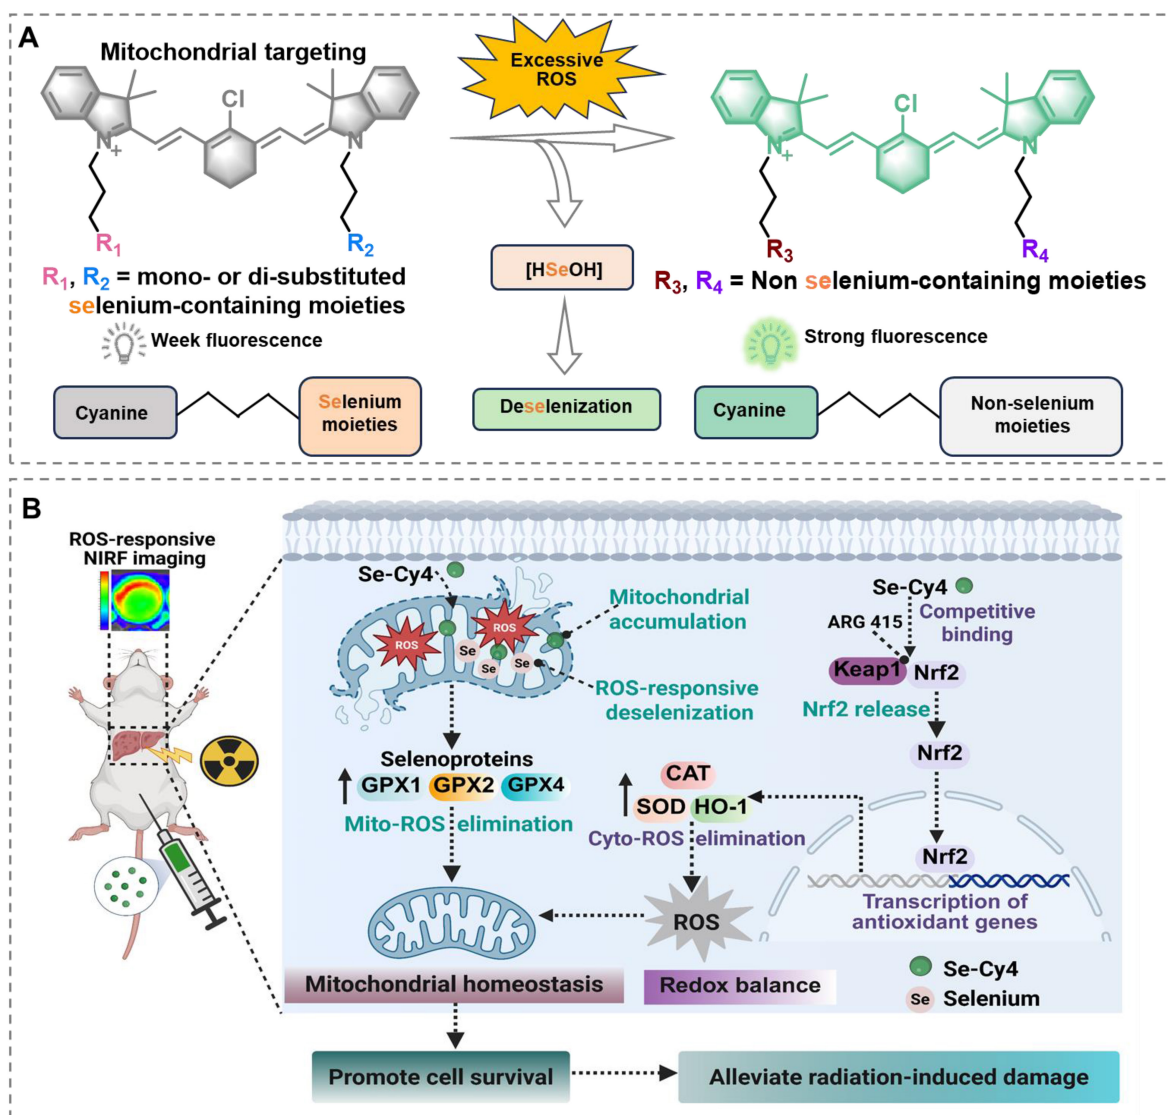 A
Mitochondrial targeting
Excessive
ROS
Cl
Cl
N
+
N
N
+
N
R1
R2
R3
R4
[HSeOH]
R1, R2 = mono- or di-substituted
selenium-containing moieties
R3, R4 = Non selenium-containing moieties
Week fluorescence
Strong fluorescence
Cyanine
Selenium
moieties
Deselenization
Cyanine
Non-selenium
moieties
B
ROS-responsive
NIRF imaging
Se-Cy4
ROS
ROS
Se
Se
Se
Mitochondrial
accumulation
ROS-responsive
deselenization
Se-Cy4
Competitive
binding
ARG 415
Keap1
Nrf2
Nrf2 release
Nrf2
Nrf2
Selenoproteins
GPX1
GPX2
GPX4
Mito-ROS elimination
CAT
SOD
HO-1
Cyto-ROS elimination
ROS
Transcription of
antioxidant genes
Se-Cy4
Se
Selenium
Mitochondrial homeostasis
Redox balance
Promote cell survival
Alleviate radiation-induced damage